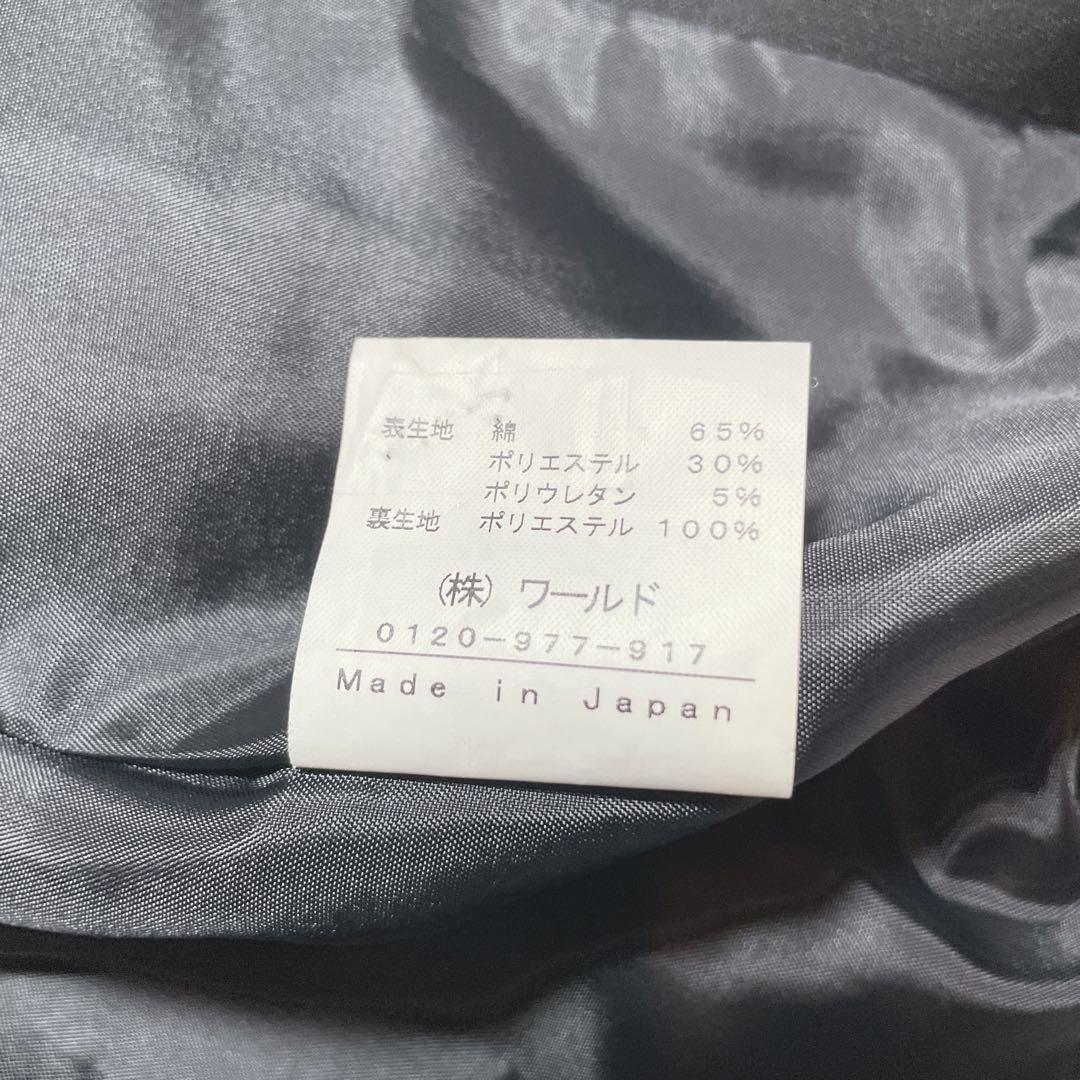 表生地 綿 65%
ポリエステル 30%
ポリウレタン 5%
裏生地 ポリエステル 100%
(株) ワールド
0120-977-917
Made in Japan